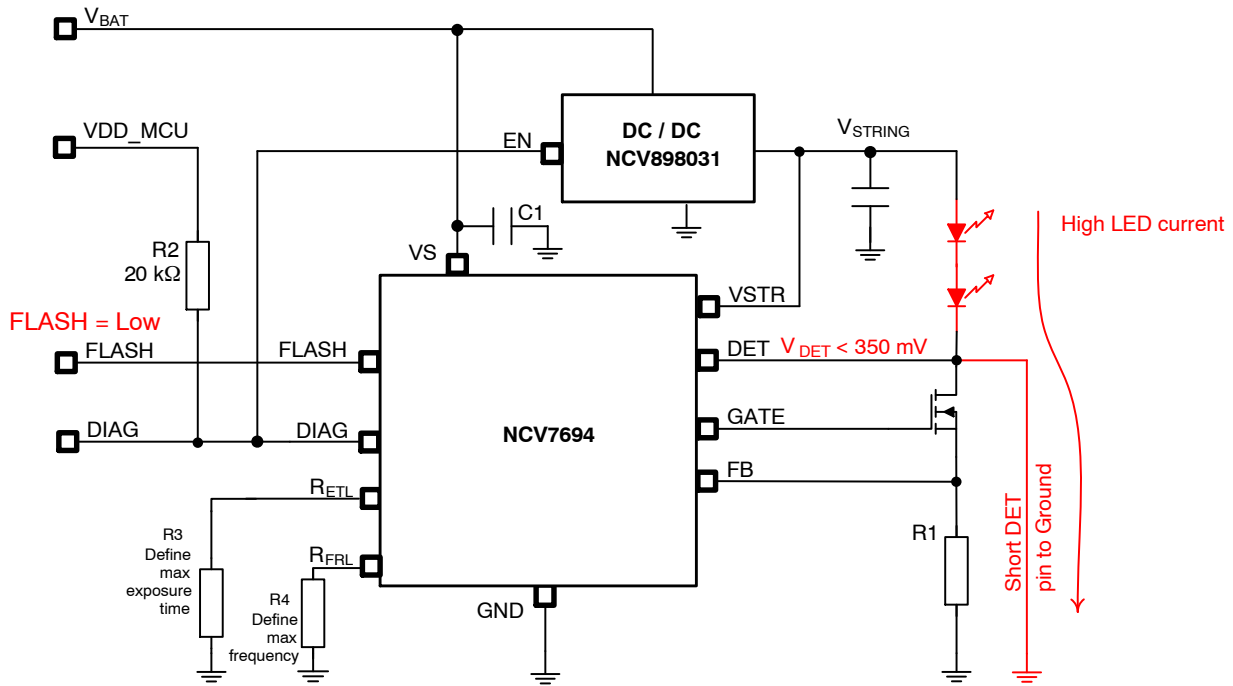 VBAT
VDD_MCU
EN
DC / DC
NCV898031
VSTRING
C1
R2
20 kΩ
VS
High LED current
VSTR
FLASH = Low
FLASH
FLASH
DET
V DET < 350 mV
GATE
DIAG
DIAG
NCV7694
FB
RETL
R3
Define
max
exposure
time
RFRL
R4
Define
max
frequency
GND
R1
Short DET
pin to Ground